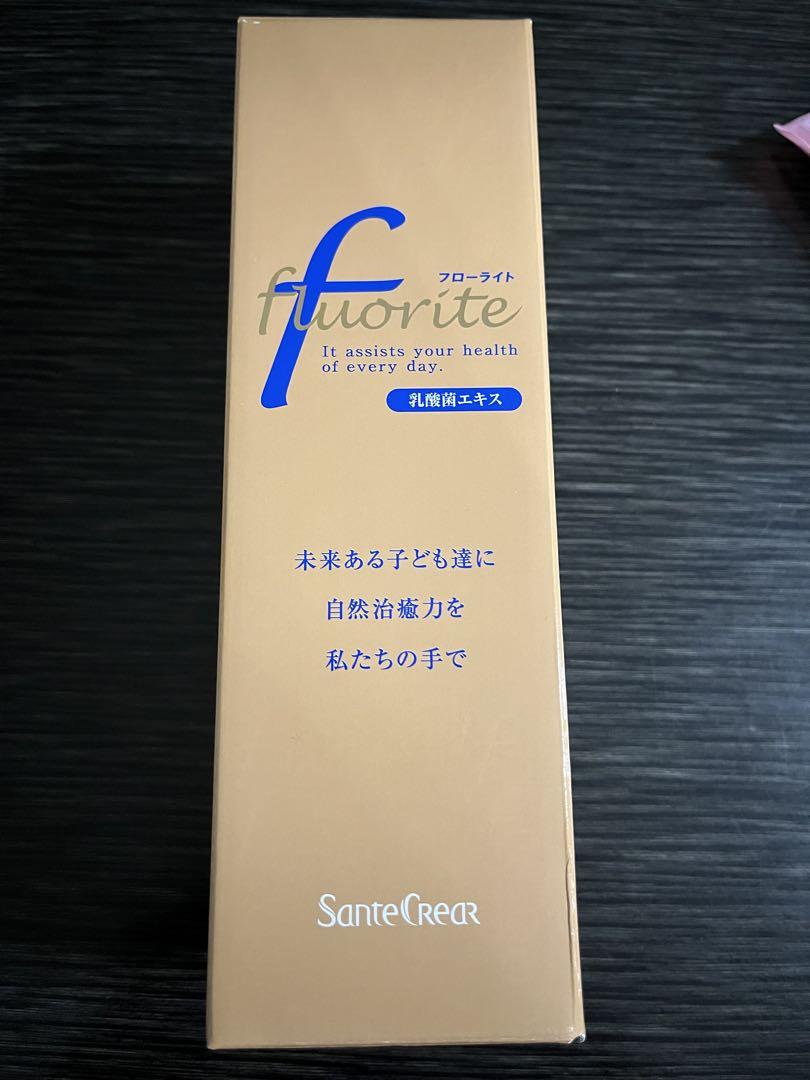 フローライト
fluorite
It assists your health
of every day.
乳酸菌エキス
未来ある子ども達に
自然治癒力を
私たちの手で
SanteCreaR